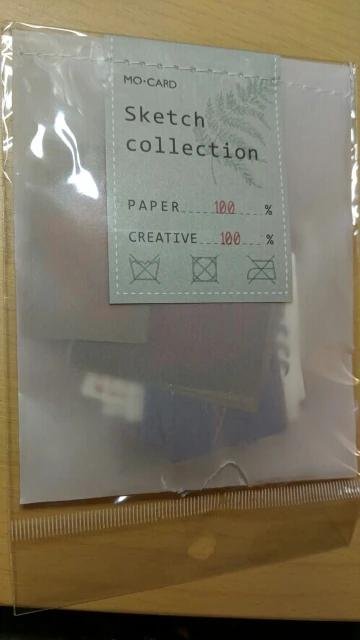 MO·CARD
Sketch
collection
PAPER 100 %
CREATIVE 100 %